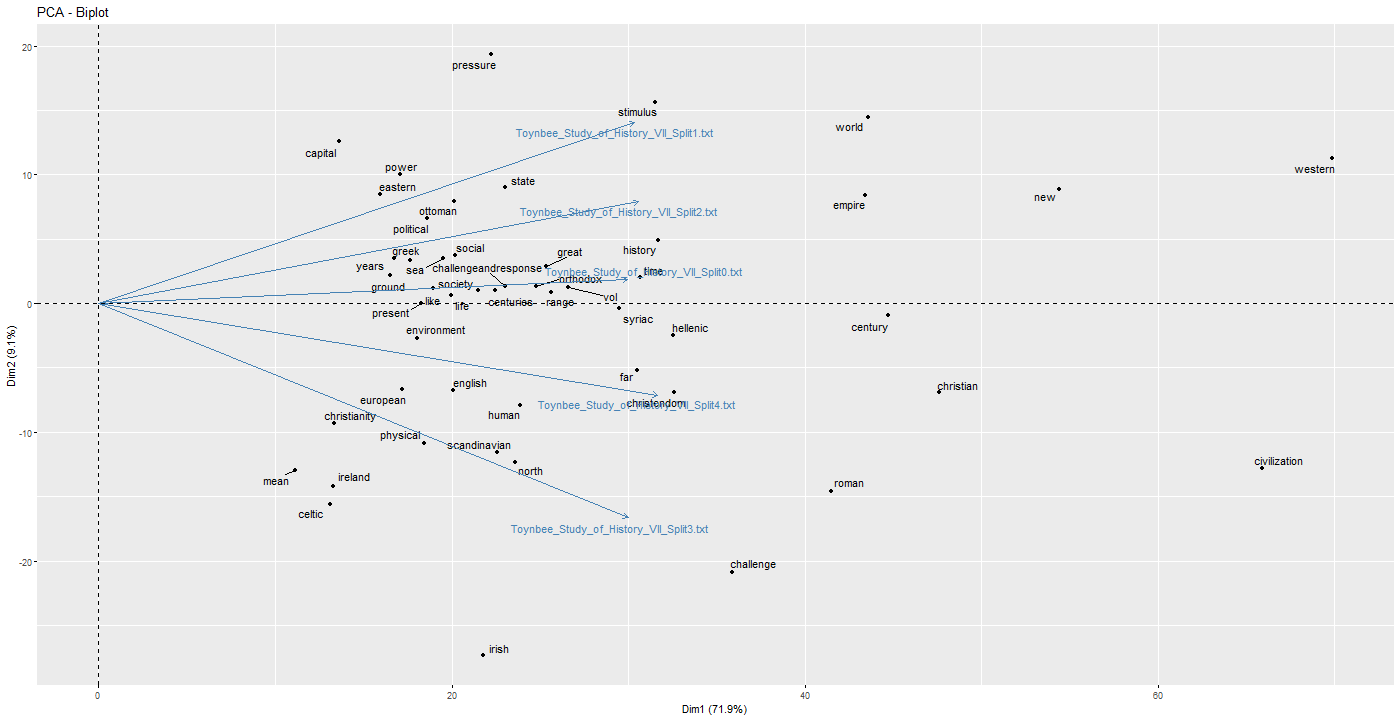 PCA - Biplot
20
pressure
stimulus
Toynbee_Study_of_History_VII_Split1.txt
world
capital
western
power
10
eastern
state
new
empire
ottoman
Toynbee_Study_of_History_VII_Split2.txt
political
history
greek
social
great
years
sea
challengeandresponse
Toynbee_Study_of_History_VII_Split0.txt
time
ground
society
orthodox
like
vol
0
life
centuries
range
present
syriac
environment
hellenic
century
far
english
christian
european
christendom
Toynbee_Study_of_History_VII_Split4.txt
christianity
human
-10
physical
scandinavian
north
civilization
mean
ireland
roman
celtic
Toynbee_Study_of_History_VII_Split3.txt
-20
challenge
irish
Dim2 (9.1%)
0
20
40
60
Dim1 (71.9%)